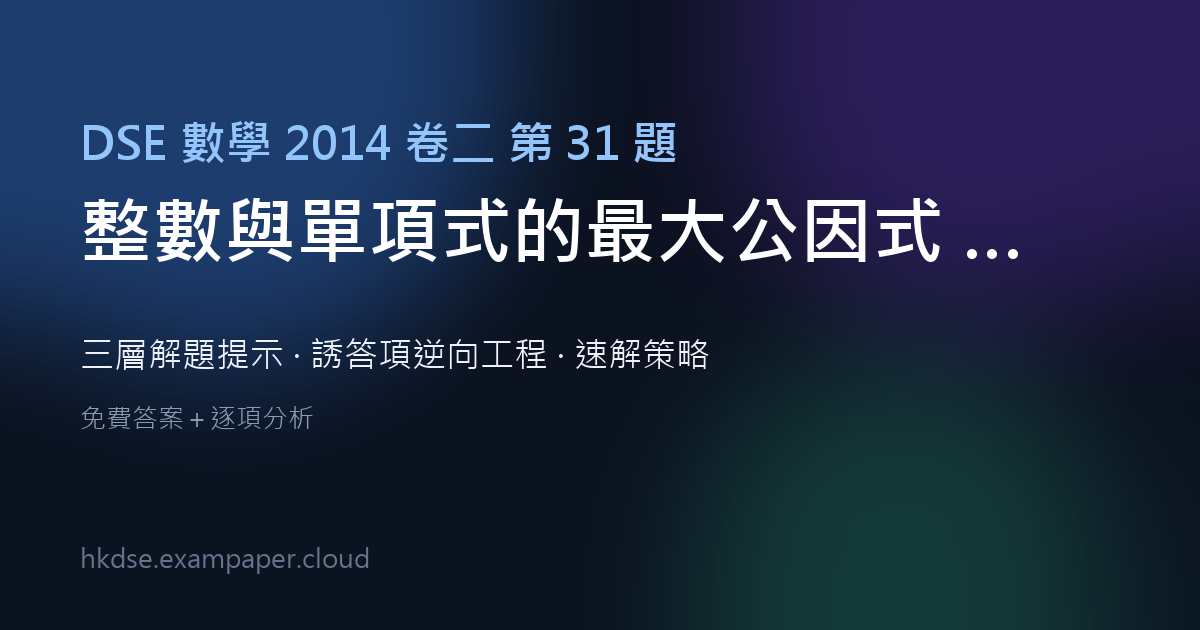 DSE 數學 2014 卷二 第 31 題
整數與單項式的最大公因式 ...
三層解題提示 · 誘答項逆向工程 · 速解策略
免費答案 + 逐項分析
hkdse.exampaper.cloud